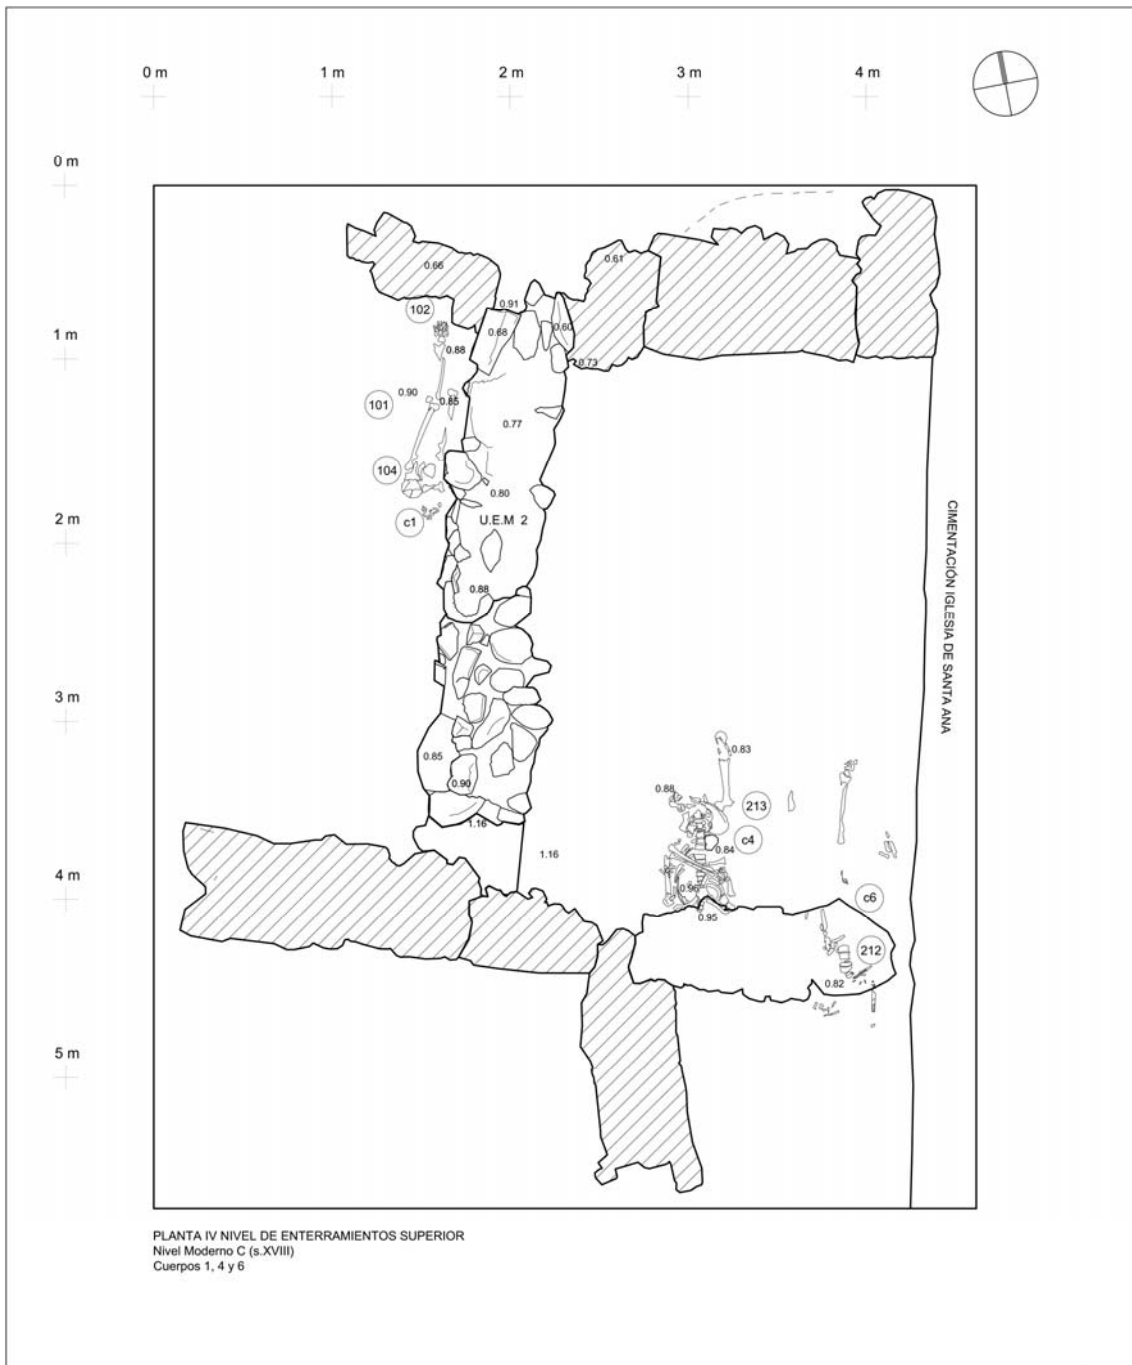 0 m 1 m 2 m 3 m 4 m
0 m
0.66
0.61
102
0.91
0.68
0.60
1 m
0.88
0.73
0.90
0.85
101
0.77
104
0.80
c1
U.E.M 2
2 m
CIMENTACIÓN IGLESIA DE SANTA ANA
0.88
3 m
0.85
0.83
0.90
0.88
213
1.16
c4
1.16
0.84
4 m
0.96
c6
0.95
212
0.82
5 m
PLANTA IV NIVEL DE ENTERRAMIENTOS SUPERIOR
Nivel Moderno C (s.XVIII)
Cuerpos 1, 4 y 6